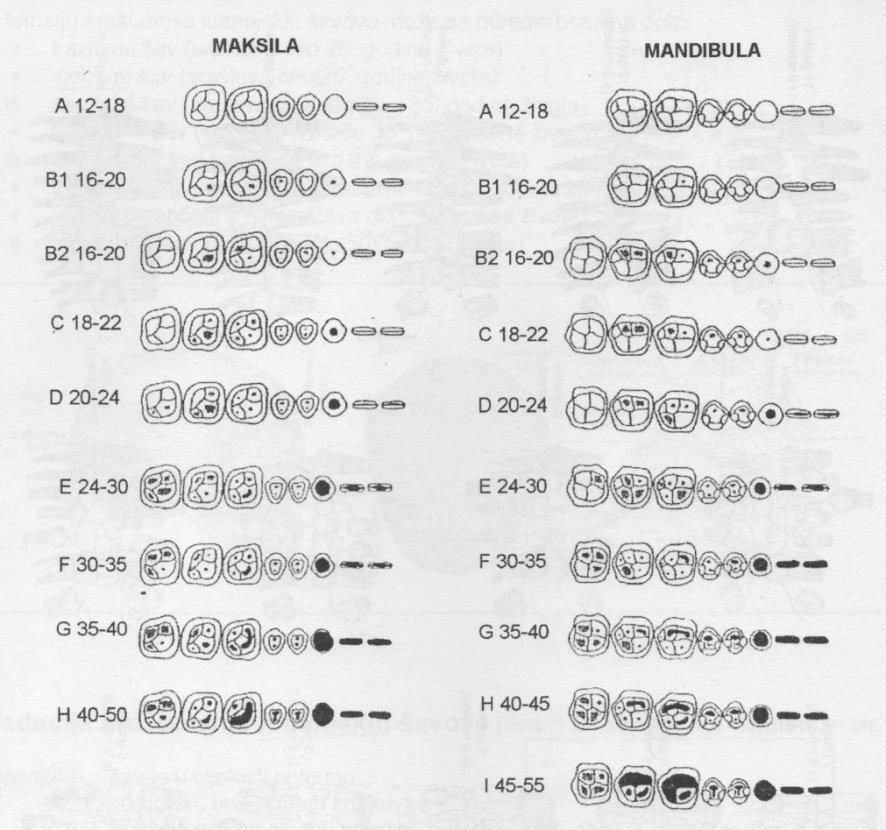 MAKSILA
A 12-18
B1 16-20
B2 16-20
C 18-22
D 20-24
E 24-30
F 30-35
G 35-40
H 40-50
MANDIBULA
A 12-18
B1 16-20
B2 16-20
C 18-22
D 20-24
E 24-30
F 30-35
G 35-40
H 40-45
I 45-55